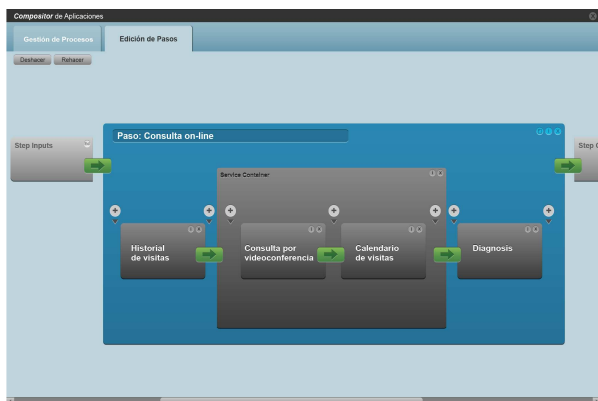 Compositor de Aplicaciones
Gestión de Procesos
Edición de Pasos
Deshacer
Rehacer
Paso: Consulta on-line
Step Inputs
Step
Service Container
Historial
de visitas
Consulta por
videoconferencia
Calendario
de visitas
Diagnosis